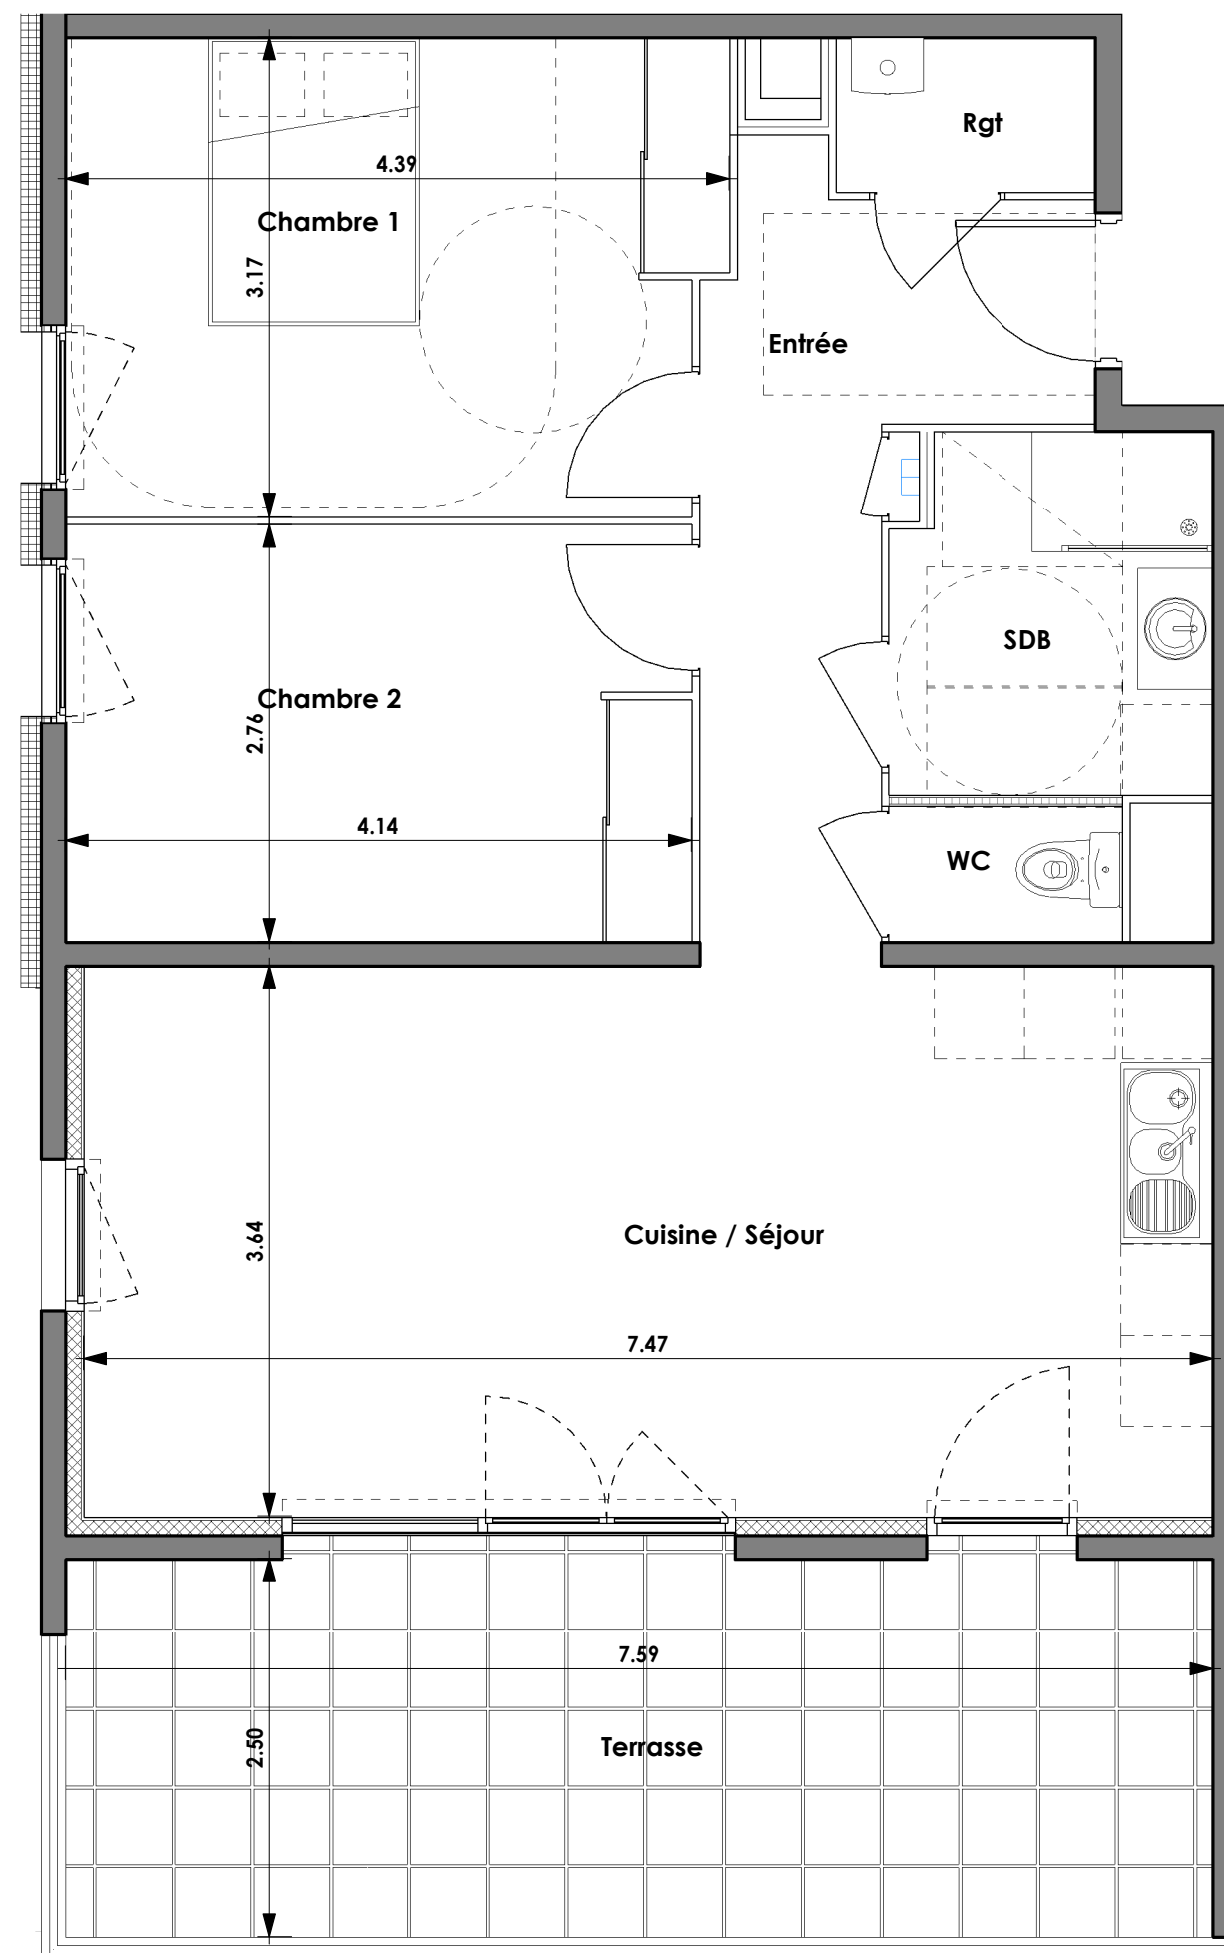 Rgt
4.39
Chambre 1
3.17
Entrée
SDB
Chambre 2
2.76
4.14
WC
Cuisine / Séjour
3.64
7.47
7.59
Terrasse
2.50